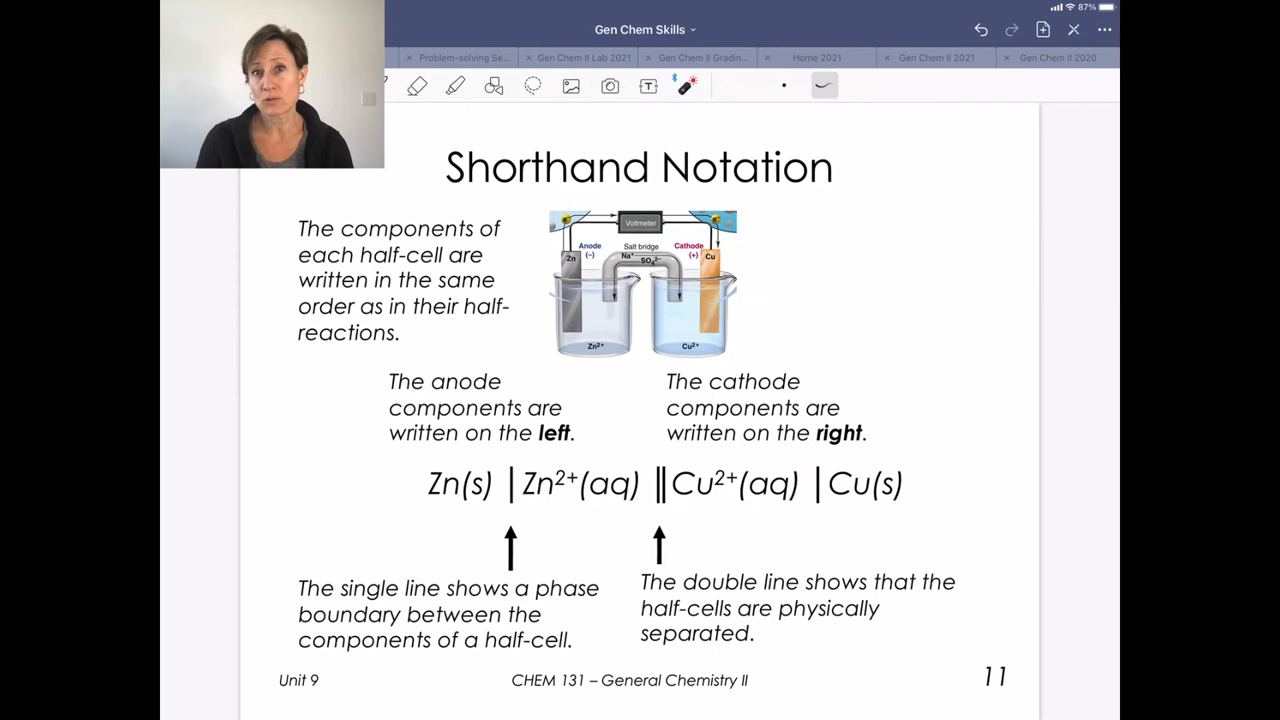 87%
Gen Chem Skills
Problem-solving Se...
Gen Chem II Lab 2021
Gen Chem II Gradin...
Home 2021
Gen Chem II 2021
Gen Chem II 2020
T
Shorthand Notation
The components of
each half-cell are
written in the same
order as in their half-
reactions.
e⁻
Voltmeter
e⁻
Anode
(–)
Salt bridge
Cathode
(+)
Zn
Na⁺
SO₄²⁻
Cu
Zn²⁺
Cu²⁺
The anode
components are
written on the left.
The cathode
components are
written on the right.
Zn(s) | Zn²⁺(aq) || Cu²⁺(aq) | Cu(s)
The single line shows a phase
boundary between the
components of a half-cell.
The double line shows that the
half-cells are physically
separated.
Unit 9
CHEM 131 – General Chemistry II
11